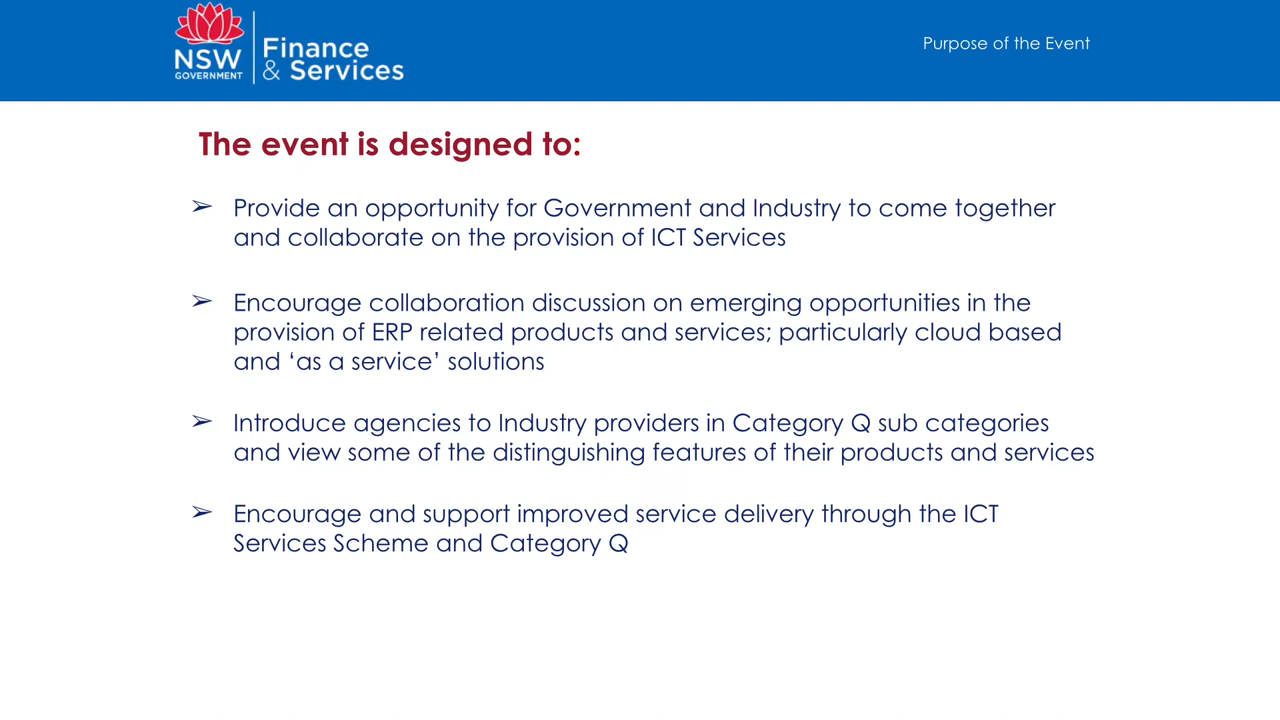 NSW
GOVERNMENT
Finance
& Services
Purpose of the Event
The event is designed to:
➢ Provide an opportunity for Government and Industry to come together
and collaborate on the provision of ICT Services
➢ Encourage collaboration discussion on emerging opportunities in the
provision of ERP related products and services; particularly cloud based
and ‘as a service’ solutions
➢ Introduce agencies to Industry providers in Category Q sub categories
and view some of the distinguishing features of their products and services
➢ Encourage and support improved service delivery through the ICT
Services Scheme and Category Q